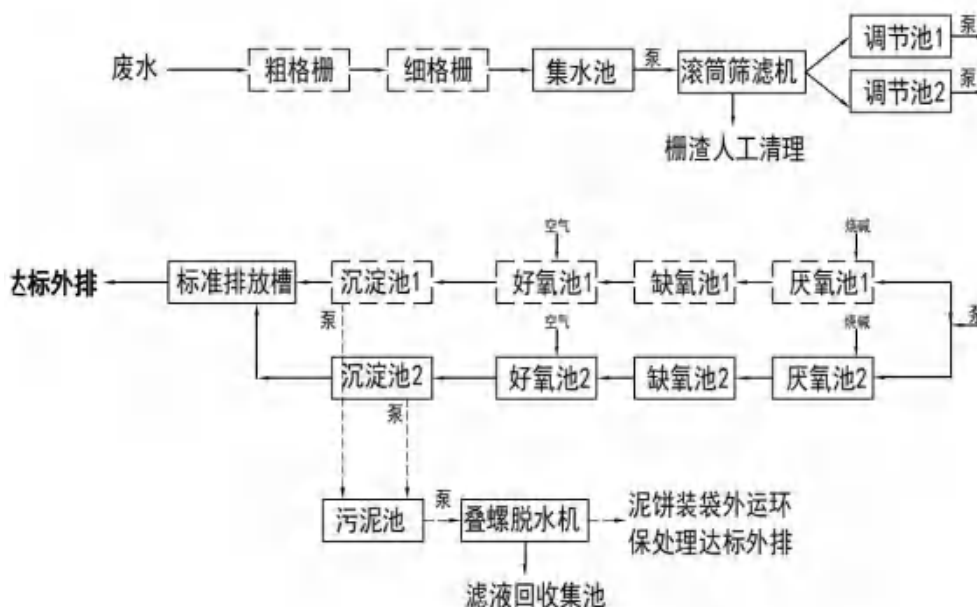 废水
粗格栅
细格栅
集水池
泵
滚筒筛滤机
调节池1
泵
调节池2
泵
栅渣人工清理
达标外排
标准排放槽
沉淀池1
空气
好氧池1
缺氧池1
烧碱
厌氧池1
泵
泵
沉淀池2
空气
好氧池2
缺氧池2
烧碱
厌氧池2
泵
污泥池
泵
叠螺脱水机
泥饼装袋外运环
保处理达标外排
滤液回收集池